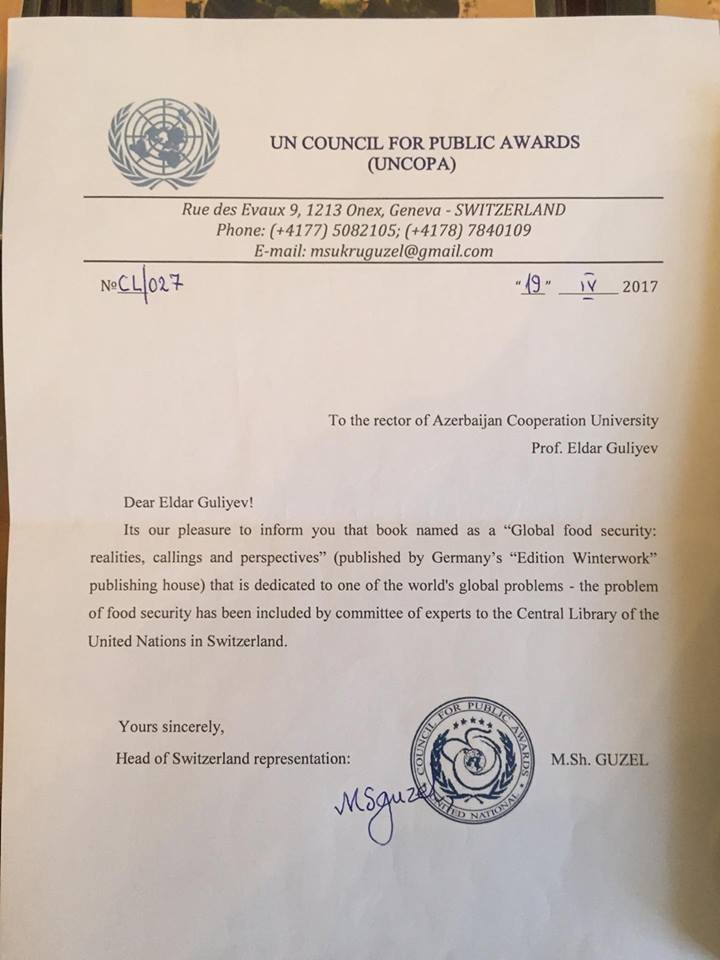 UN COUNCIL FOR PUBLIC AWARDS
(UNCOPA)
Rue des Evaux 9, 1213 Onex, Geneva - SWITZERLAND
Phone: (+4177) 5082105; (+4178) 7840109
E-mail: msukruguzel@gmail.com
№ CL/027
"19" IV 2017
To the rector of Azerbaijan Cooperation University
Prof. Eldar Guliyev
Dear Eldar Guliyev!
Its our pleasure to inform you that book named as a “Global food security:
realities, callings and perspectives” (published by Germany’s “Edition Winterwork”
publishing house) that is dedicated to one of the world's global problems - the problem
of food security has been included by committee of experts to the Central Library of the
United Nations in Switzerland.
Yours sincerely,
Head of Switzerland representation:
M.Sh. GUZEL
MSguzel
COUNCIL FOR PUBLIC AWARDS
UNITED NATIONAL